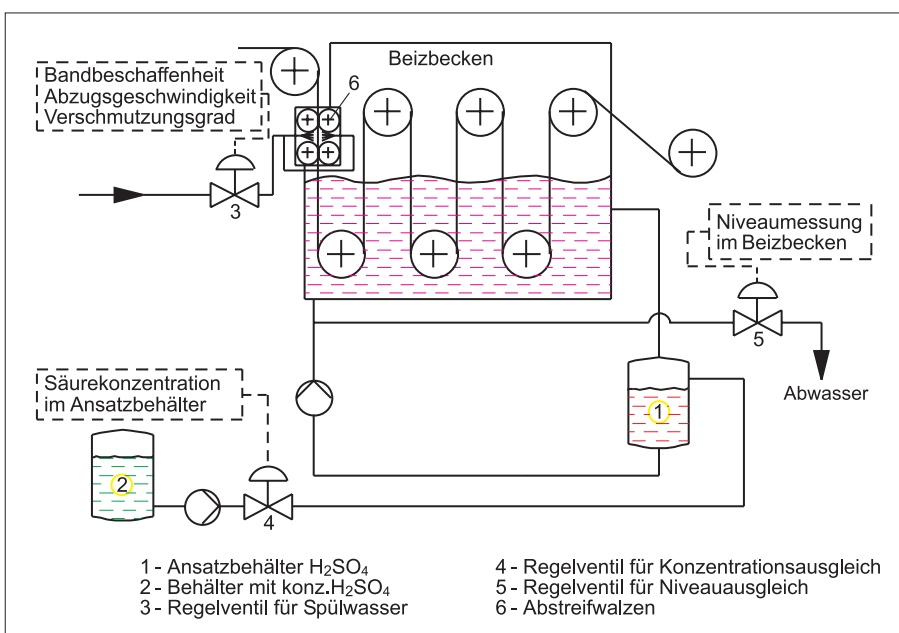 Beizbecken
Bandbeschaffenheit
Abzugsgeschwindigkeit
Verschmutzungsgrad
6
3
Niveaumessung
im Beizbecken
5
Abwasser
Säurekonzentration
im Ansatzbehälter
1
2
4
1 - Ansatzbehälter H₂SO₄
2 - Behälter mit konz.H₂SO₄
3 - Regelventil für Spülwasser
4 - Regelventil für Konzentrationsausgleich
5 - Regelventil für Niveauausgleich
6 - Abstreifwalzen